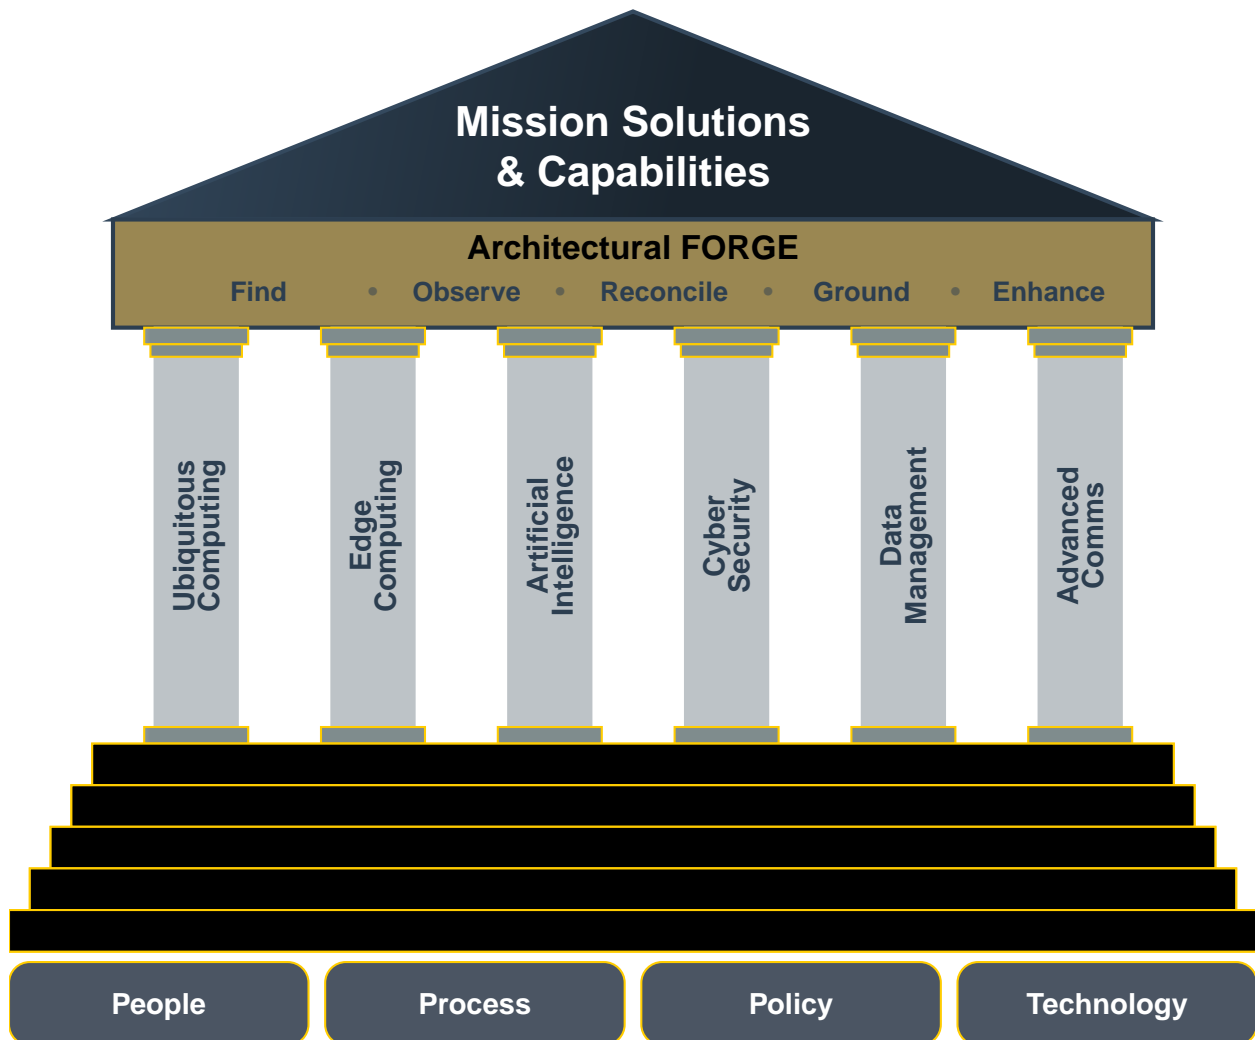 Mission Solutions
& Capabilities
Architectural FORGE
Find • Observe • Reconcile • Ground • Enhance
Ubiquitous
Computing
Edge
Computing
Artificial
Intelligence
Cyber
Security
Data
Management
Advanced
Comms
People
Process
Policy
Technology